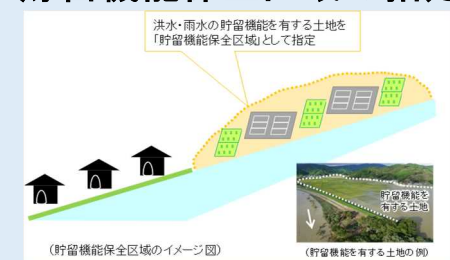 洪水・雨水の貯留機能を有する土地を
「貯留機能保全区域」として指定
貯留機能を
有する土地
(貯留機能保全区域のイメージ図)
(貯留機能を有する土地の例)